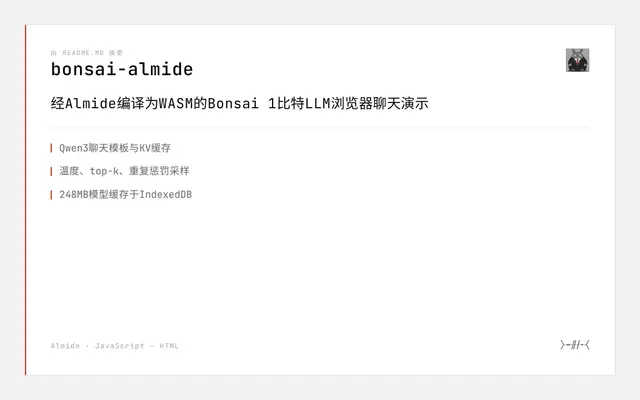 由 README.MD 摘要
bonsai-almide
经Almide编译为WASM的Bonsai 1比特LLM浏览器聊天演示
Qwen3聊天模板与KV缓存
温度、top-k、重复惩罚采样
248MB模型缓存于IndexedDB
Almide · JavaScript · HTML